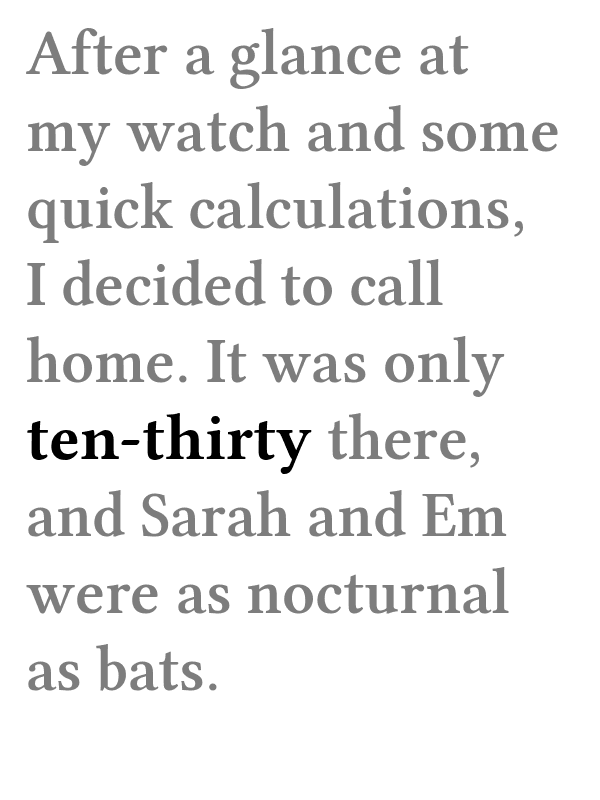 After a glance at
my watch and some
quick calculations,
I decided to call
home. It was only
ten-thirty there,
and Sarah and Em
were as nocturnal
as bats.